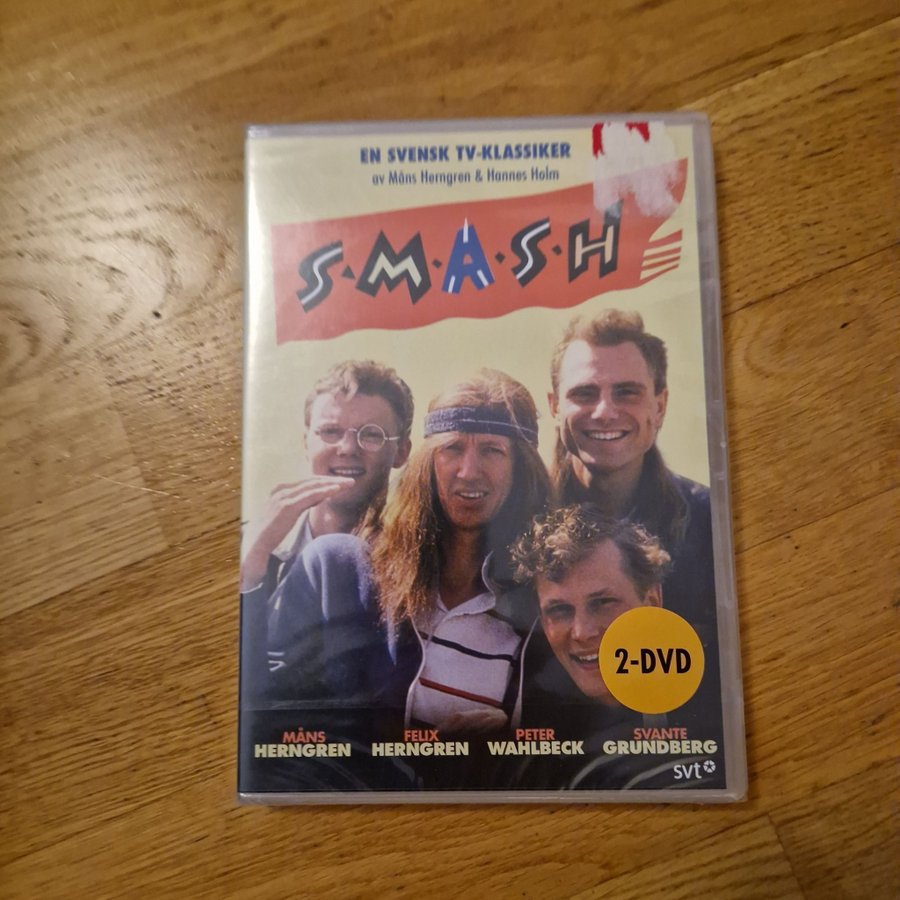 EN SVENSK TV-KLASSIKER
av Måns Herngren & Hannes Holm
S·M·A·S·H
2-DVD
MÅNS HERNGREN
FELIX HERNGREN
PETER WAHLBECK
SVANTE GRUNDBERG
svt